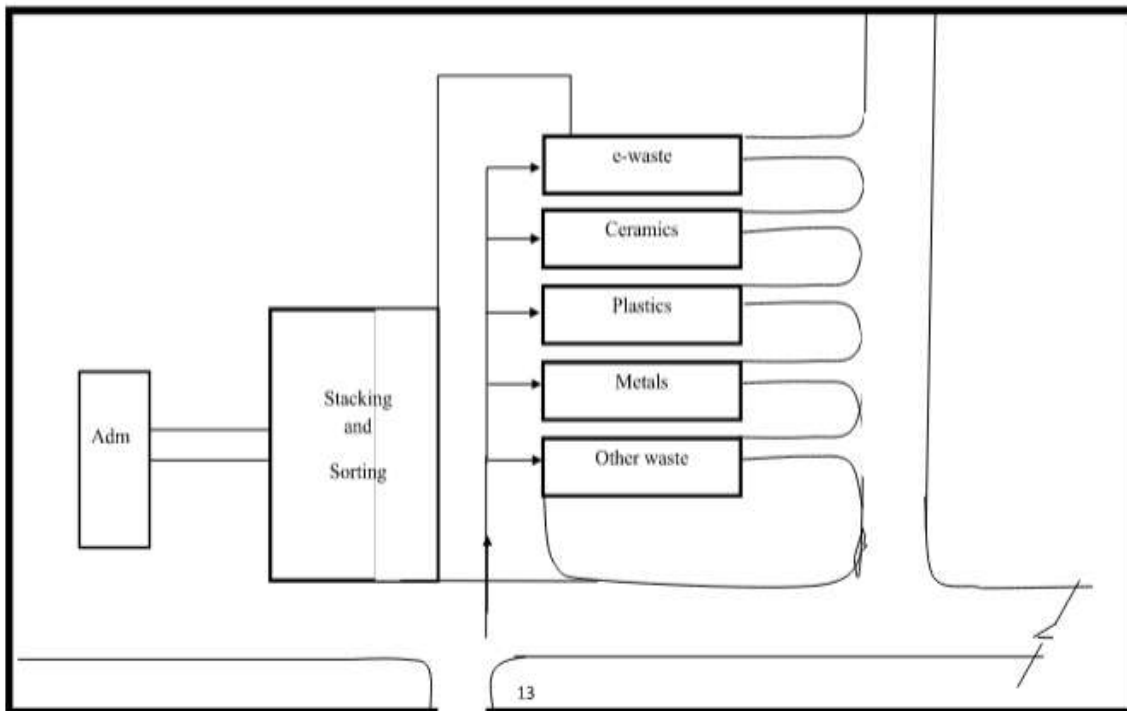 e-waste
Ceramics
Plastics
Metals
Other waste
Stacking
and
Sorting
Adm
13